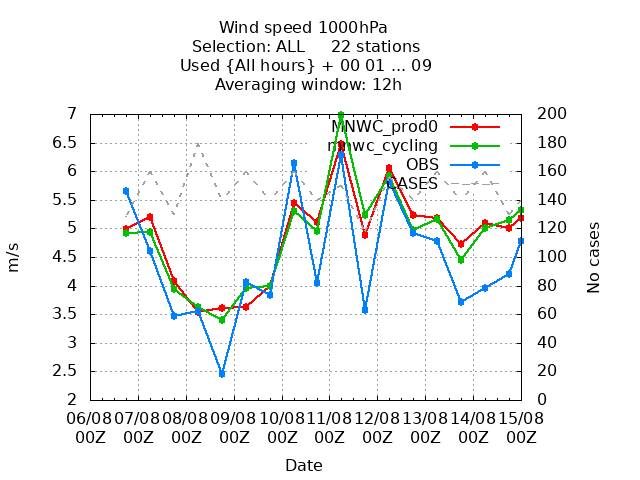 Wind speed 1000hPa
Selection: ALL 22 stations
Used {All hours} + 00 01 ... 09
Averaging window: 12h
MNWC_prod0
mnwc_cycling
OBS
CASES
7
6.5
6
5.5
5
4.5
4
3.5
3
2.5
2
m/s
200
180
160
140
120
100
80
60
40
20
0
No cases
06/08 07/08 08/08 09/08 10/08 11/08 12/08 13/08 14/08 15/08
00Z 00Z 00Z 00Z 00Z 00Z 00Z 00Z 00Z 00Z
Date